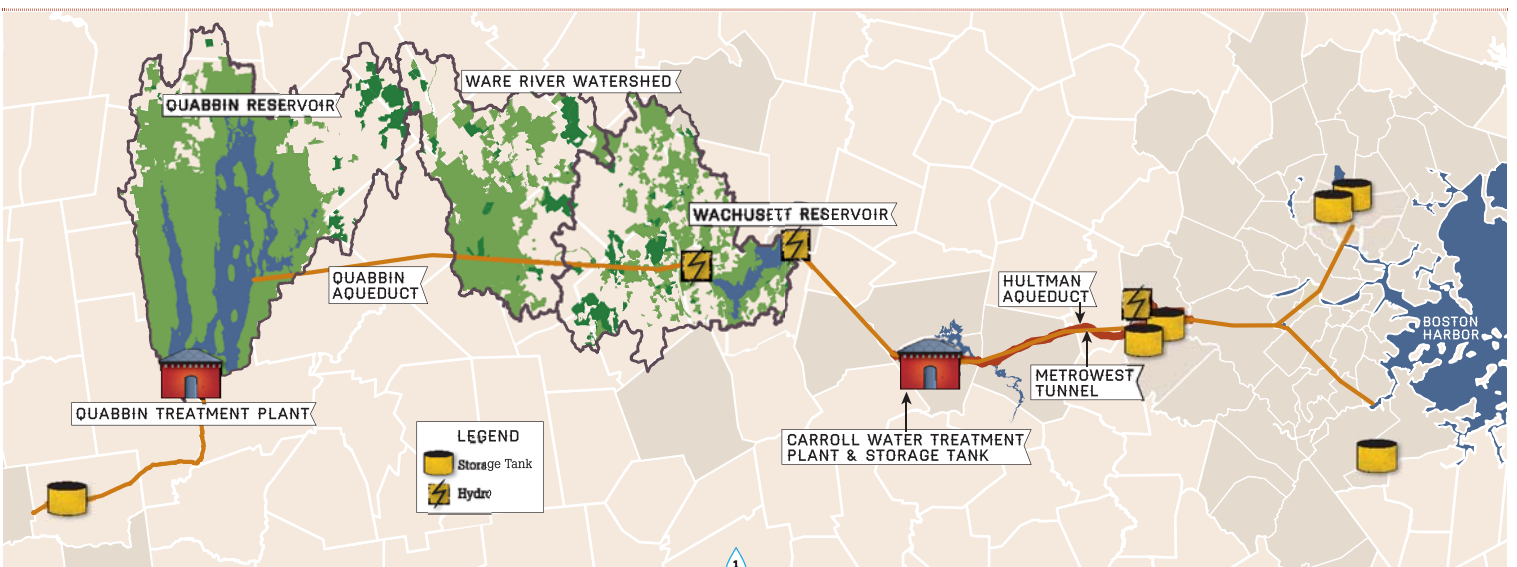 WARE RIVER WATERSHED
QUABBIN RESERVOIR
WACHUSETT RESERVOIR
QUABBIN
AQUEDUCT
HULTMAN
AQUEDUCT
BOSTON
HARBOR
METROWEST
TUNNEL
QUABBIN TREATMENT PLANT
CARROLL WATER TREATMENT
PLANT & STORAGE TANK
LEGEND
Storage Tank
Hydro
1